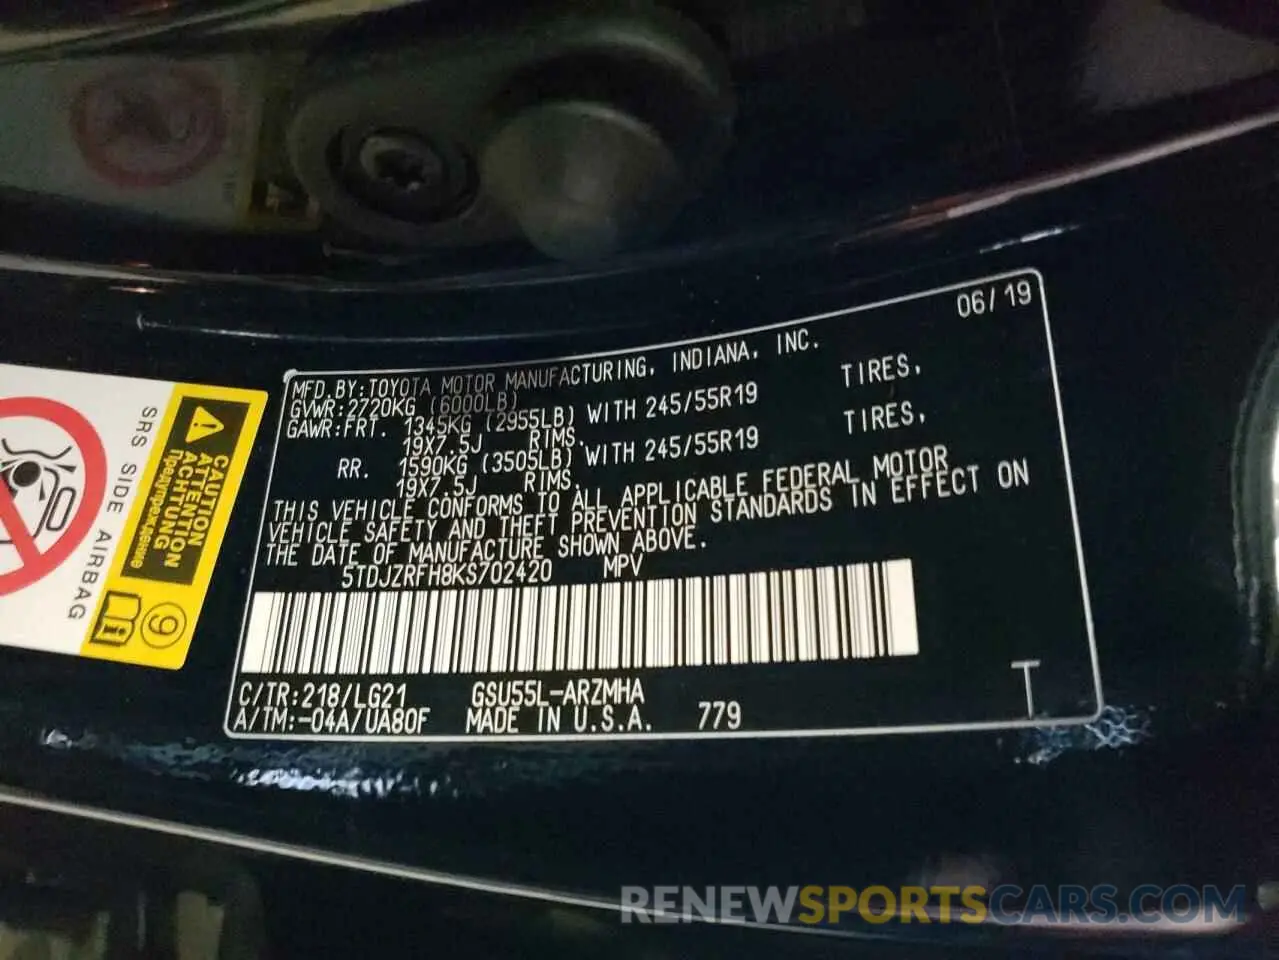 06/19
MFD.BY:TOYOTA MOTOR MANUFACTURING, INDIANA, INC.
GVWR:2720KG (6000LB)
GAWR:FRT. 1345KG (2955LB) WITH 245/55R19 TIRES,
19X7.5J RIMS,
RR. 1590KG (3505LB) WITH 245/55R19 TIRES,
19X7.5J RIMS,
THIS VEHICLE CONFORMS TO ALL APPLICABLE FEDERAL MOTOR
VEHICLE SAFETY AND THEFT PREVENTION STANDARDS IN EFFECT ON
THE DATE OF MANUFACTURE SHOWN ABOVE.
5TDJZRFH8KS702420 MPV
C/TR:218/LG21 GSU55L-ARZMHA
A/TM:-04A/UA80F MADE IN U.S.A. 779
T
CAUTION
ATTENTION
ACHTUNG
Предупреждение
9
SRS SIDE AIRBAG
RENEWSPORTSCARS.COM